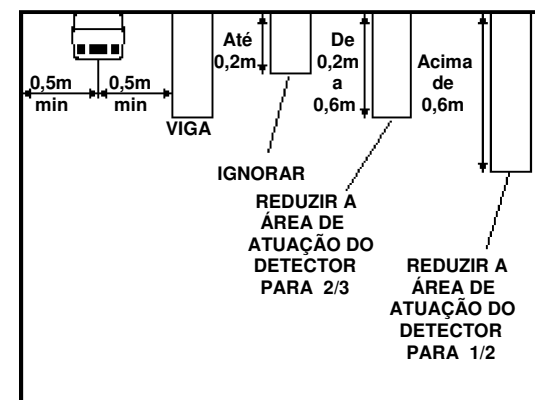 0,5m
min
0,5m
min
VIGA
Até
0,2m
IGNORAR
De
0,2m
a
0,6m
REDUZIR A
ÁREA DE
ATUAÇÃO DO
DETECTOR
PARA 2/3
Acima
de
0,6m
REDUZIR A
ÁREA DE
ATUAÇÃO DO
DETECTOR
PARA 1/2